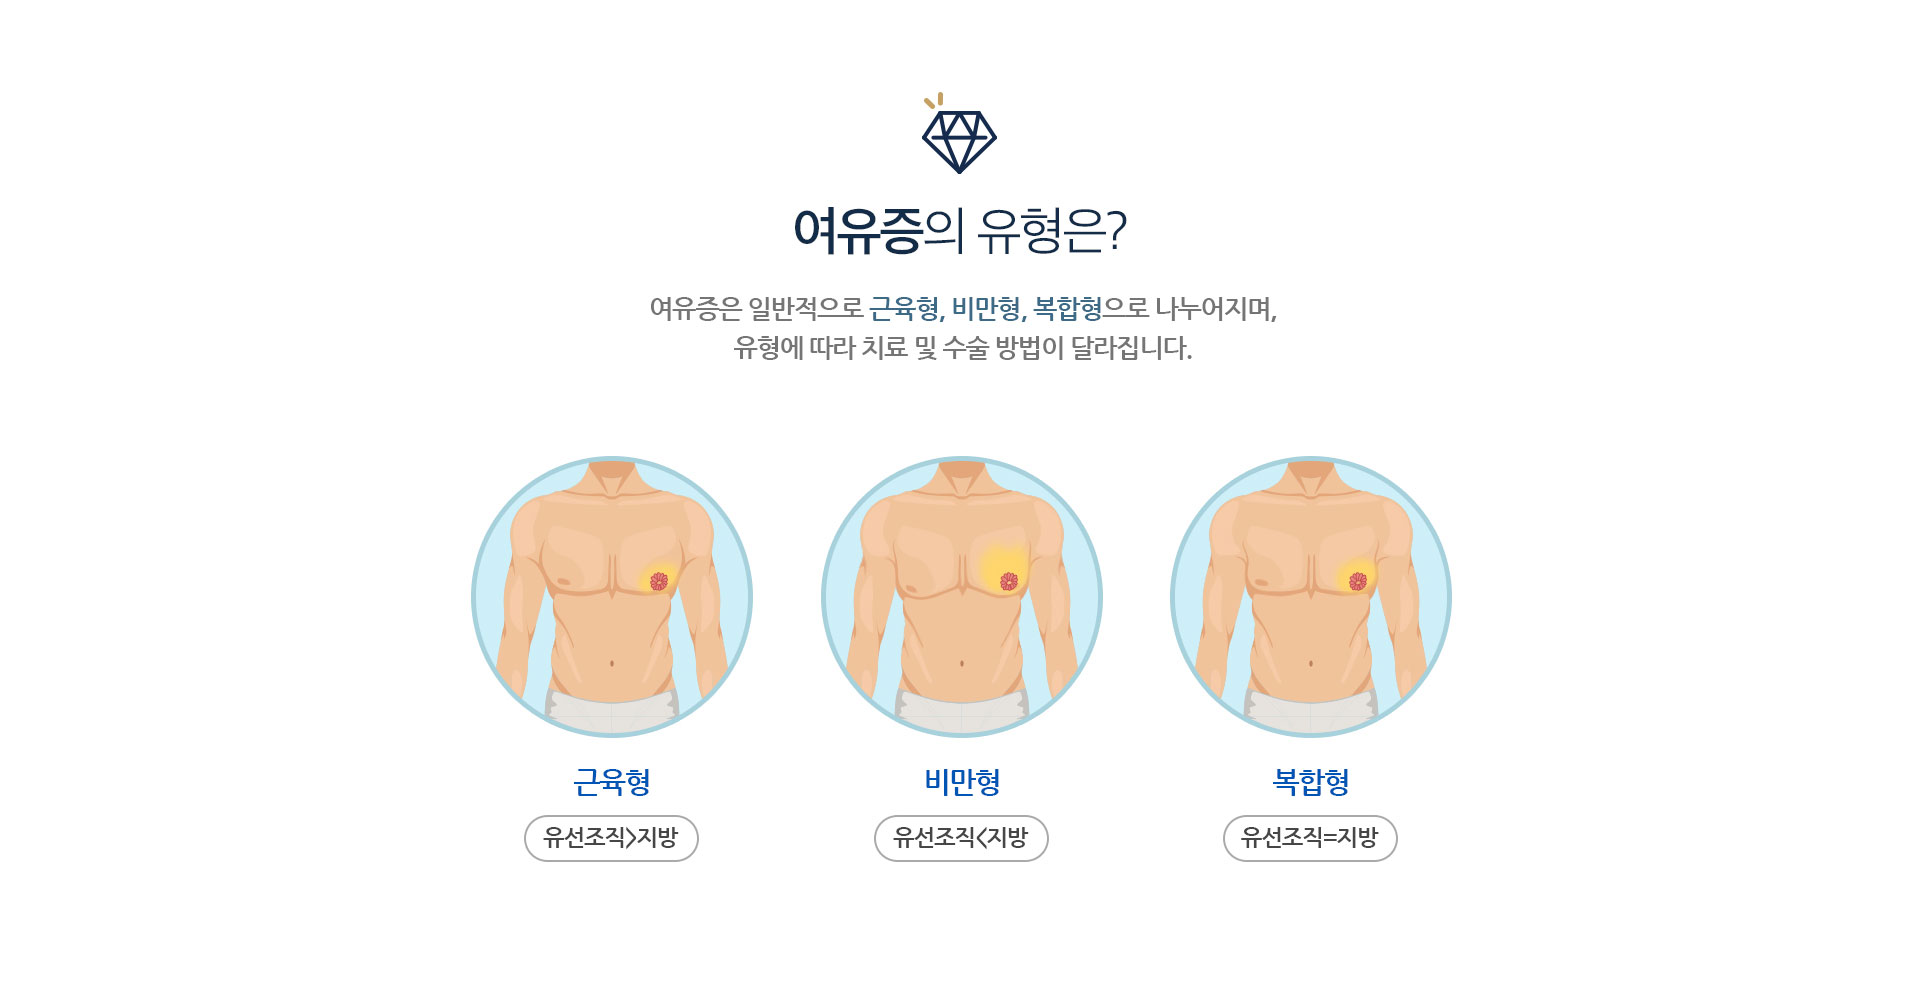 여유증의 유형은?
여유증은 일반적으로 근육형, 비만형, 복합형으로 나누어지며,
유형에 따라 치료 및 수술 방법이 달라집니다.
근육형
비만형
복합형
유선조직>지방
유선조직<지방
유선조직=지방